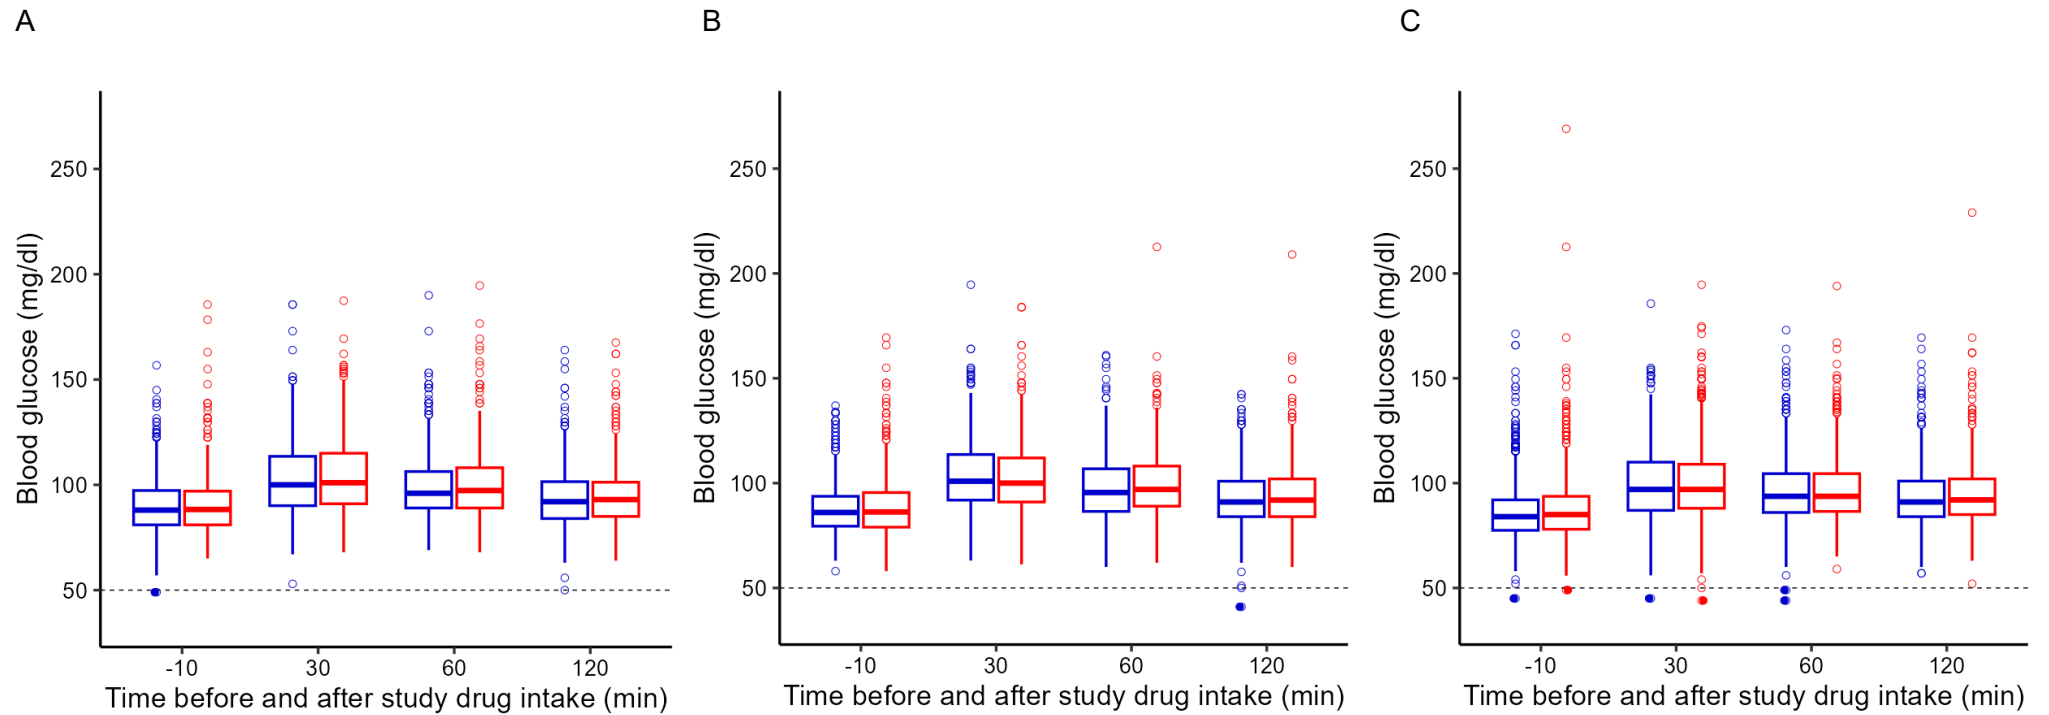 A
Blood glucose (mg/dl)
250
200
150
100
50
-10 30 60 120
Time before and after study drug intake (min)
B
Blood glucose (mg/dl)
250
200
150
100
50
-10 30 60 120
Time before and after study drug intake (min)
C
Blood glucose (mg/dl)
250
200
150
100
50
-10 30 60 120
Time before and after study drug intake (min)